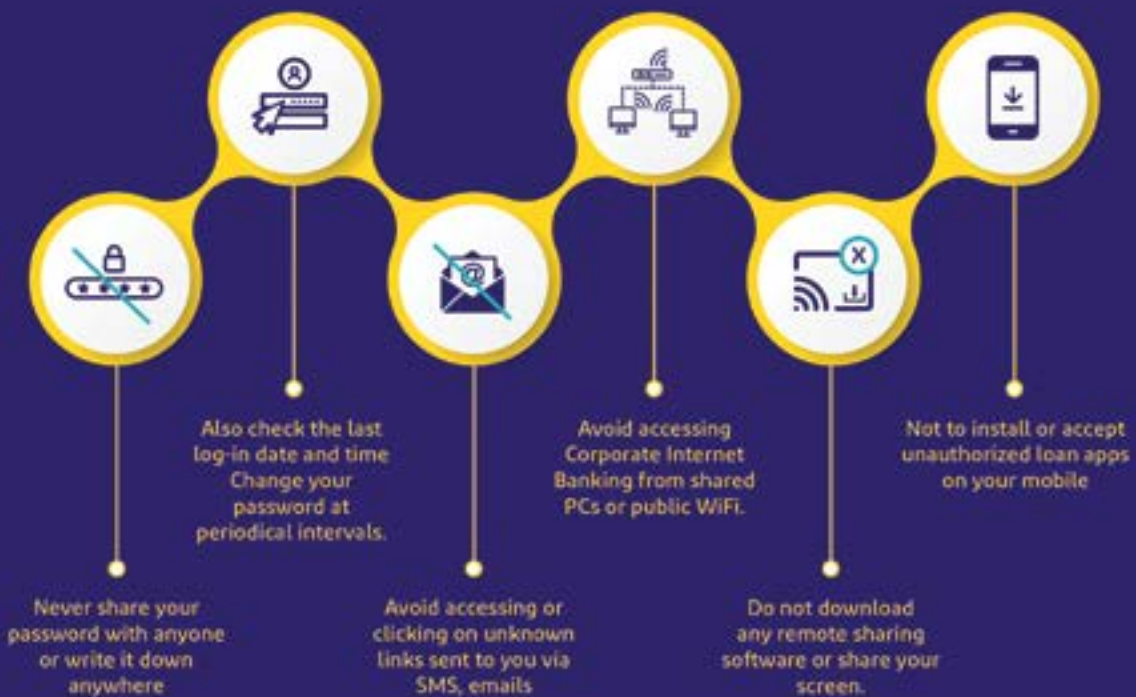 Never share your
password with anyone
or write it down
anywhere
Also check the last
log-in date and time
Change your
password at
periodical intervals.
Avoid accessing or
clicking on unknown
links sent to you via
SMS, emails
Avoid accessing
Corporate Internet
Banking from shared
PCs or public WiFi.
Do not download
any remote sharing
software or share your
screen.
Not to install or accept
unauthorized loan apps
on your mobile